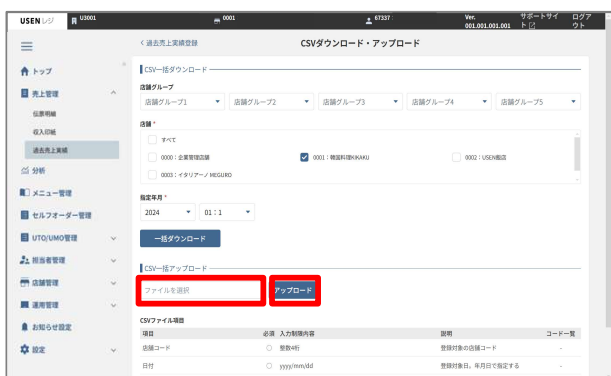 USEN レジ U3001 0001 67337 Ver. 001.001.001.001 サポートサイト ログアウト
< 過去売上実績登録 CSVダウンロード・アップロード
トップ
売上管理
伝票明細
収入印紙
過去売上実績
分析
メニュー管理
セルフオーダー管理
UTO/UMO管理
担当者管理
店舗管理
運用管理
お知らせ設定
設定
CSV一括ダウンロード
店舗グループ
店舗グループ1 店舗グループ2 店舗グループ3 店舗グループ4 店舗グループ5
店舗 *
すべて
0000:企業管理店舗 0001:韓国料理KIKAKU 0002:USEN飯店
0003:イタリアーノ MEGURO
指定年月 *
2024 01:1
一括ダウンロード
CSV一括アップロード
ファイルを選択 アップロード
CSVファイル項目
項目 必須 入力制限内容 説明 コード一覧
店舗コード ○ 整数4桁 登録対象の店舗コード -
日付 ○ yyyy/mm/dd 登録対象日。年月日で指定する -